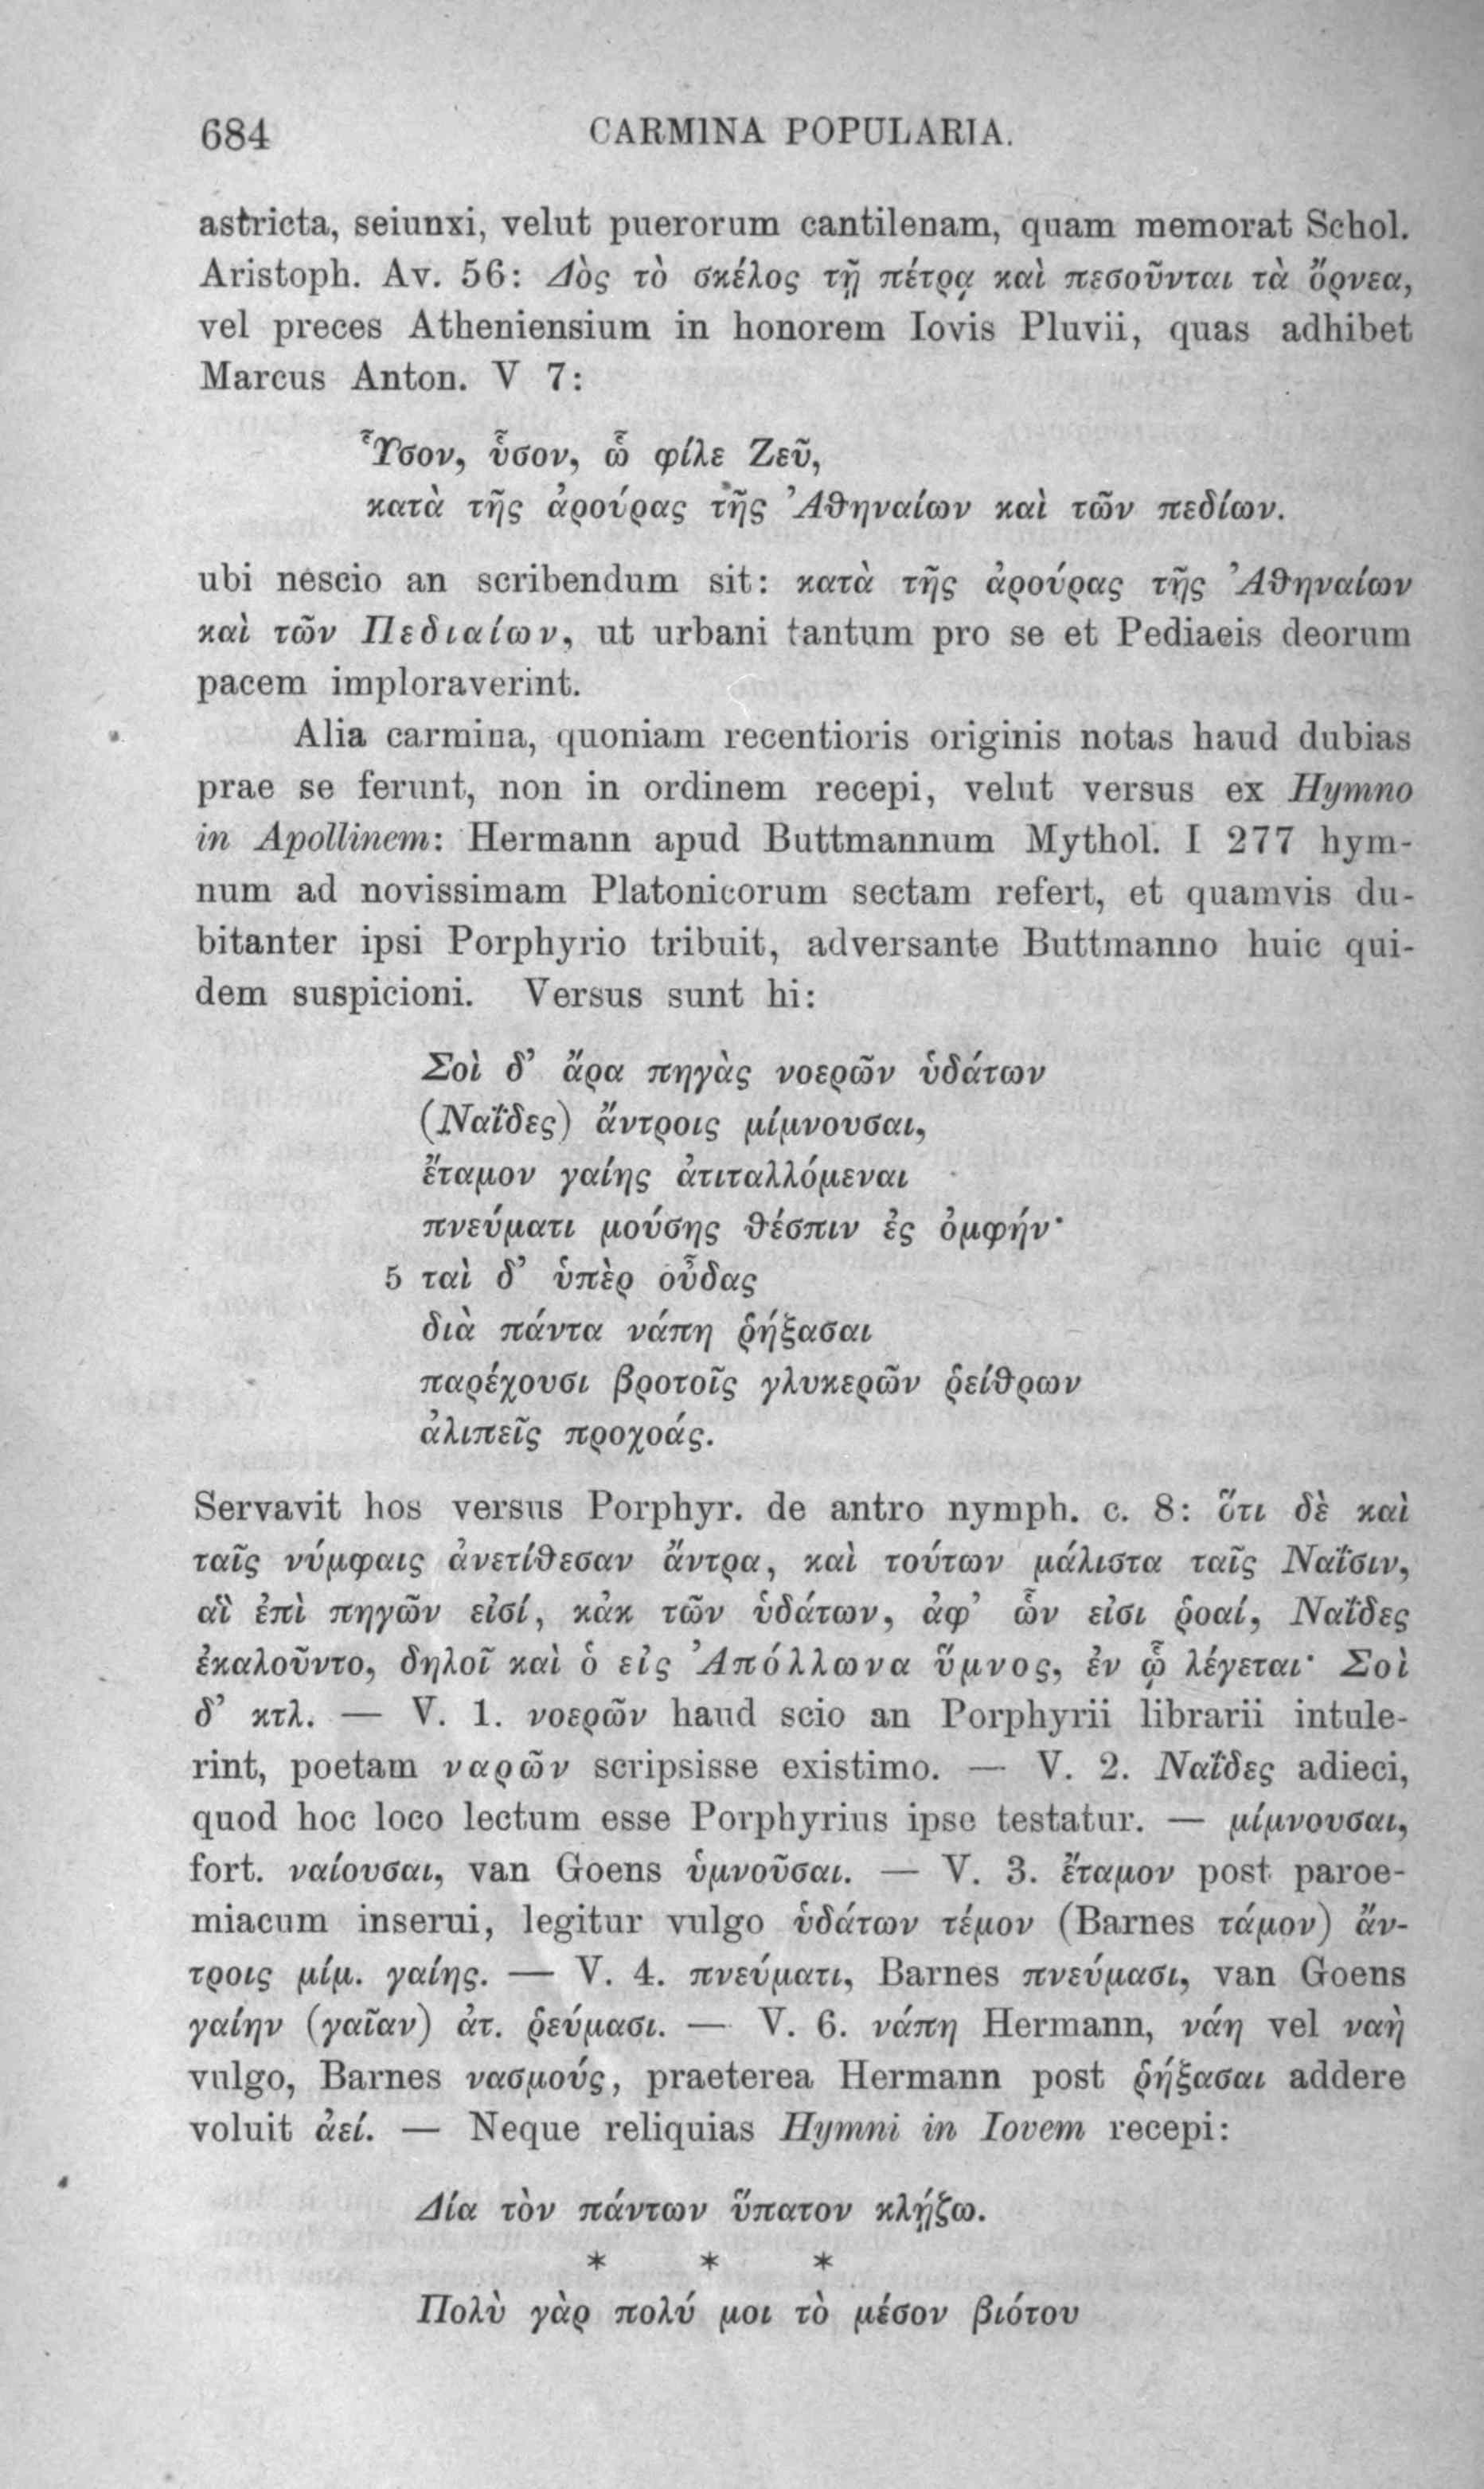 684 CARMINA POPULARIA.
astricta, seiunxi, velut puerorum cantilenam, quam memorat Schol.
Aristoph. Av. 56: Δὸς τὸ σκέλος τῇ πέτρᾳ καὶ πεσοῦνται τὰ ὄρνεα,
vel preces Atheniensium in honorem Iovis Pluvii, quas adhibet
Marcus Anton. V 7:
Ὗσον, ὗσον, ὦ φίλε Ζεῦ,
κατὰ τῆς ἀρούρας τῆς Ἀθηναίων καὶ τῶν πεδίων.
ubi nescio an scribendum sit: κατὰ τῆς ἀρούρας τῆς Ἀθηναίων
καὶ τῶν Πεδιαίων, ut urbani tantum pro se et Pediaeis deorum
pacem imploraverint.
Alia carmina, quoniam recentioris originis notas haud dubias
prae se ferunt, non in ordinem recepi, velut versus ex Hymno
in Apollinem: Hermann apud Buttmannum Mythol. I 277 hym-
num ad novissimam Platonicorum sectam refert, et quamvis du-
bitanter ipsi Porphyrio tribuit, adversante Buttmanno huic qui-
dem suspicioni. Versus sunt hi:
Σοὶ δ’ ἄρα πηγὰς νοερῶν ὑδάτων
(Ναΐδες) ἄντροις μίμνουσαι,
ἔταμον γαίης ἀτιταλλόμεναι
πνεύματι μούσης θέσπιν ἐς ὀμφήν·
5 ταὶ δ’ ὑπὲρ οὖδας
διὰ πάντα νάπη ῥήξασαι
παρέχουσι βροτοῖς γλυκερῶν ῥείθρων
ἀλιπεῖς προχοάς.
Servavit hos versus Porphyr. de antro nymph. c. 8: ὅτι δὲ καὶ
ταῖς νύμφαις ἀνετίθεσαν ἄντρα, καὶ τούτων μάλιστα ταῖς Ναΐσιν,
αἳ ἐπὶ πηγῶν εἰσί, κἀκ τῶν ὑδάτων, ἀφ’ ὧν εἰσι ῥοαί, Ναΐδες
ἐκαλοῦντο, δηλοῖ καὶ ὁ εἰς Ἀπόλλωνα ὕμνος, ἐν ᾧ λέγεται· Σοὶ
δ’ κτλ. — V. 1. νοερῶν haud scio an Porphyrii librarii intule-
rint, poetam ναρῶν scripsisse existimo. — V. 2. Ναΐδες adieci,
quod hoc loco lectum esse Porphyrius ipse testatur. — μίμνουσαι,
fort. ναίουσαι, van Goens ὑμνοῦσαι. — V. 3. ἔταμον post paroe-
miacum inserui, legitur vulgo ὑδάτων τέμον (Barnes τάμον) ἄν-
τροις μίμ. γαίης. — V. 4. πνεύματι, Barnes πνεύμασι, van Goens
γαίην (γαῖαν) ἀτ. ῥεύμασι. — V. 6. νάπη Hermann, νάη vel ναὴ
vulgo, Barnes νασμούς, praeterea Hermann post ῥήξασαι addere
voluit ἀεί. — Neque reliquias Hymni in Iovem recepi:
Δία τὸν πάντων ὕπατον κλῄζω.
* * *
Πολὺ γὰρ πολύ μοι τὸ μέσον βιότου